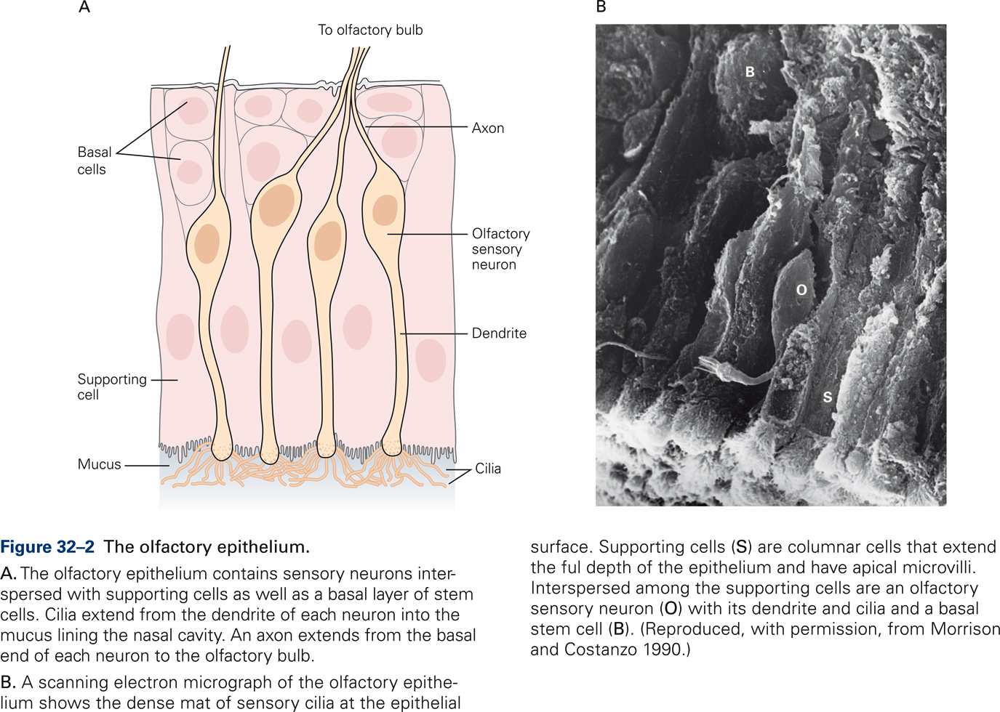 A
B
To olfactory bulb
Axon
Basal
cells
Olfactory
sensory
neuron
Dendrite
Supporting
cell
Mucus
Cilia
B
O
S
Figure 32–2 The olfactory epithelium.
A. The olfactory epithelium contains sensory neurons inter-
spersed with supporting cells as well as a basal layer of stem
cells. Cilia extend from the dendrite of each neuron into the
mucus lining the nasal cavity. An axon extends from the basal
end of each neuron to the olfactory bulb.
B. A scanning electron micrograph of the olfactory epithe-
lium shows the dense mat of sensory cilia at the epithelial
surface. Supporting cells (S) are columnar cells that extend
the ful depth of the epithelium and have apical microvilli.
Interspersed among the supporting cells are an olfactory
sensory neuron (O) with its dendrite and cilia and a basal
stem cell (B). (Reproduced, with permission, from Morrison
and Costanzo 1990.)